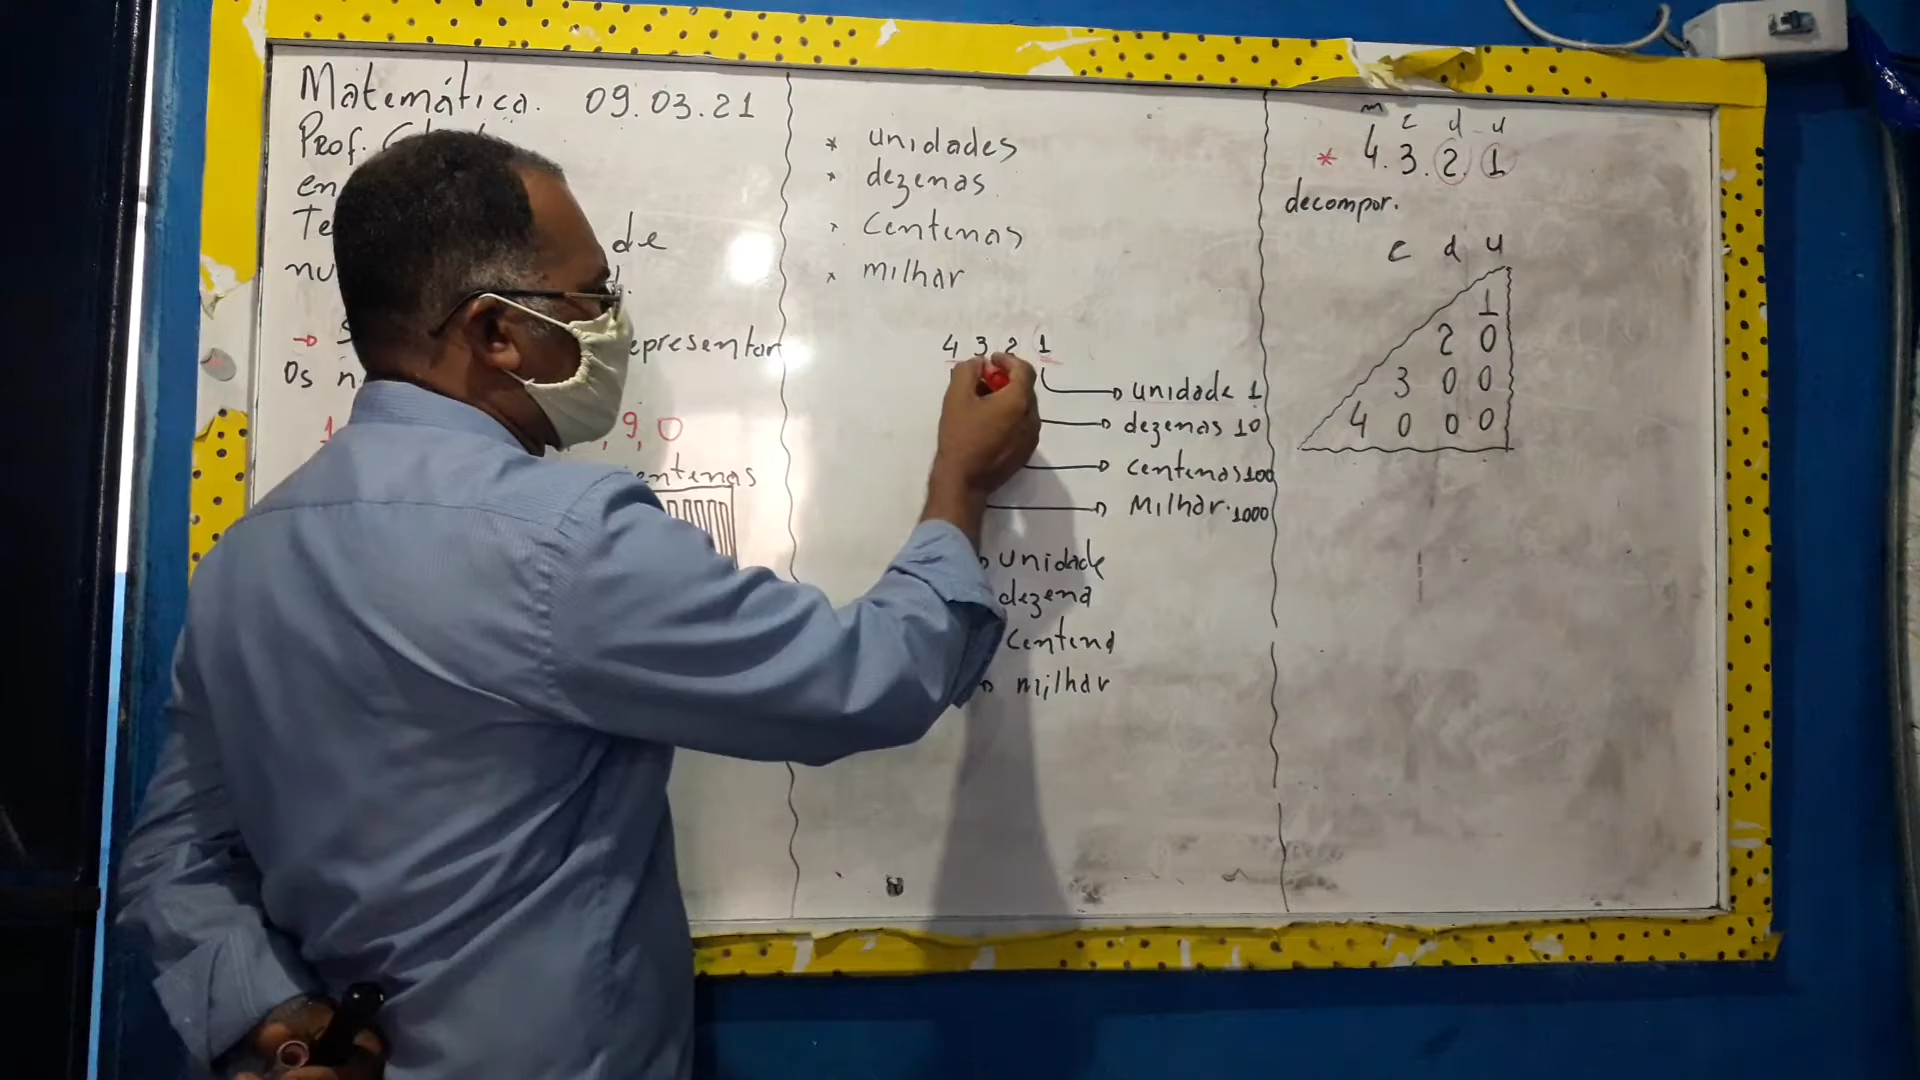 Matemática. 09.03.21
Prof.
en
de
→
Os
1 , 9, 0
* unidades
* dezenas
* Centenas
* milhar
4 3 2 1
unidade 1
dezenas 10
centenas 100
Milhar. 1000
unidade
dezena
Centena
milhar
m c d u
* 4.3.2.1
decompor.
c d u
1
2 0
3 0 0
4 0 0 0